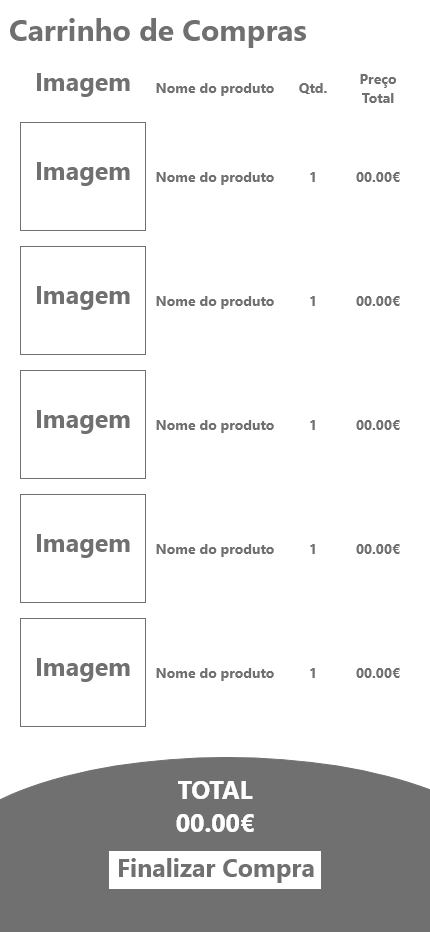 Carrinho de Compras
Imagem Nome do produto Qtd. Preço
Total
Imagem Nome do produto 1 00.00€
Imagem Nome do produto 1 00.00€
Imagem Nome do produto 1 00.00€
Imagem Nome do produto 1 00.00€
Imagem Nome do produto 1 00.00€
TOTAL
00.00€
Finalizar Compra